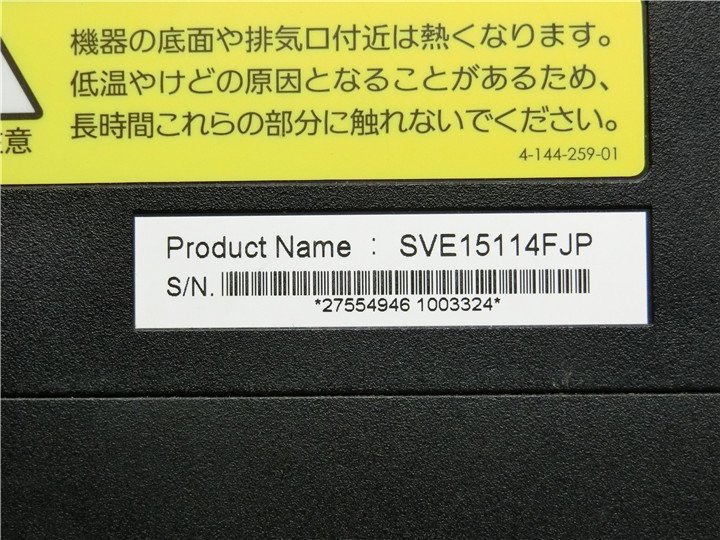 機器の底面や排気口付近は熱くなります。
低温やけどの原因となることがあるため、
長時間これらの部分に触れないでください。
意
4-144-259-01
Product Name : SVE15114FJP
S/N.
*27554946 1003324*